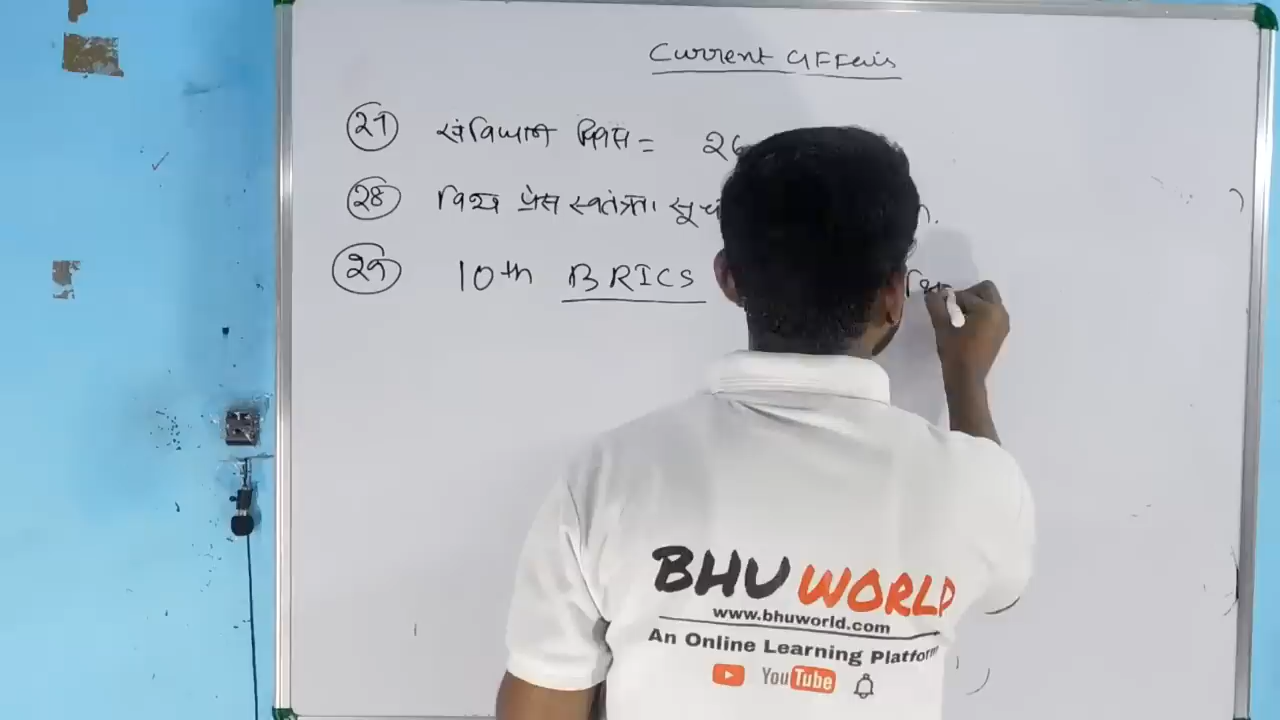 Current Affairs
27 संविधान दिवस = 26
28 विश्व प्रेस स्वतंत्रता सूच
29 10th BRICS
BHU WORLD
www.bhuworld.com
An Online Learning Platform
YouTube